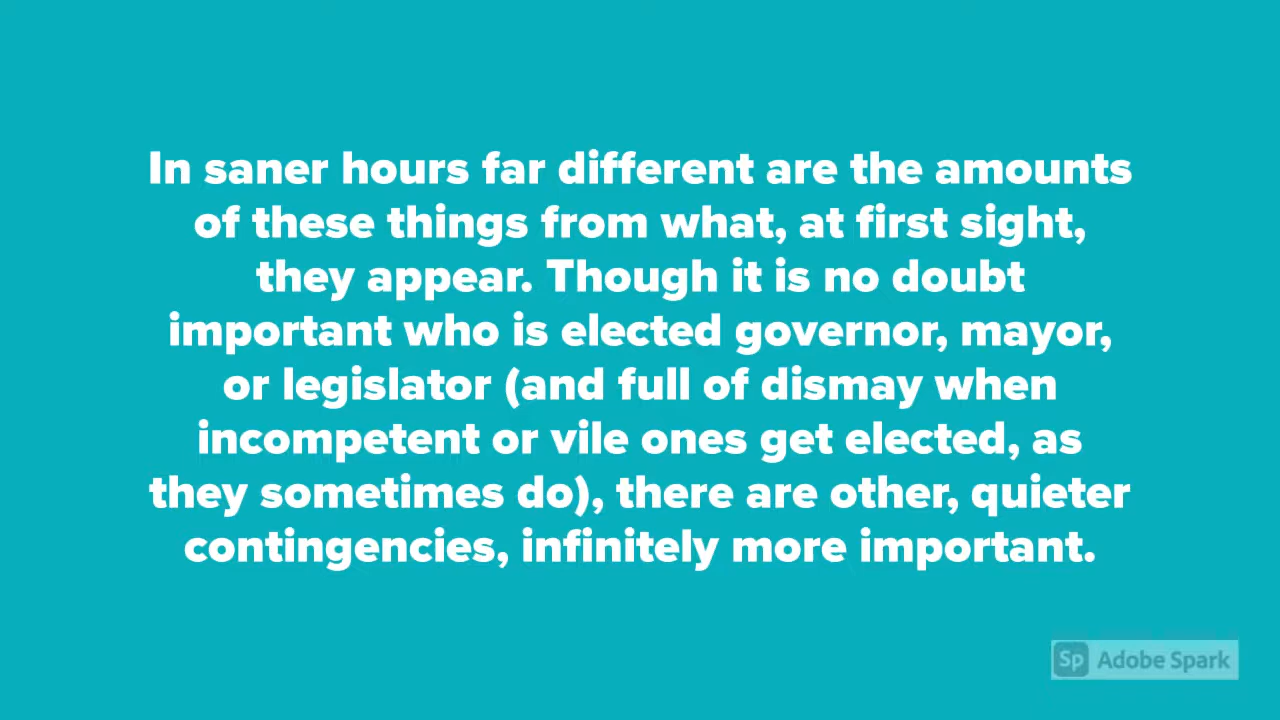 In saner hours far different are the amounts
of these things from what, at first sight,
they appear. Though it is no doubt
important who is elected governor, mayor,
or legislator (and full of dismay when
incompetent or vile ones get elected, as
they sometimes do), there are other, quieter
contingencies, infinitely more important.
Sp Adobe Spark